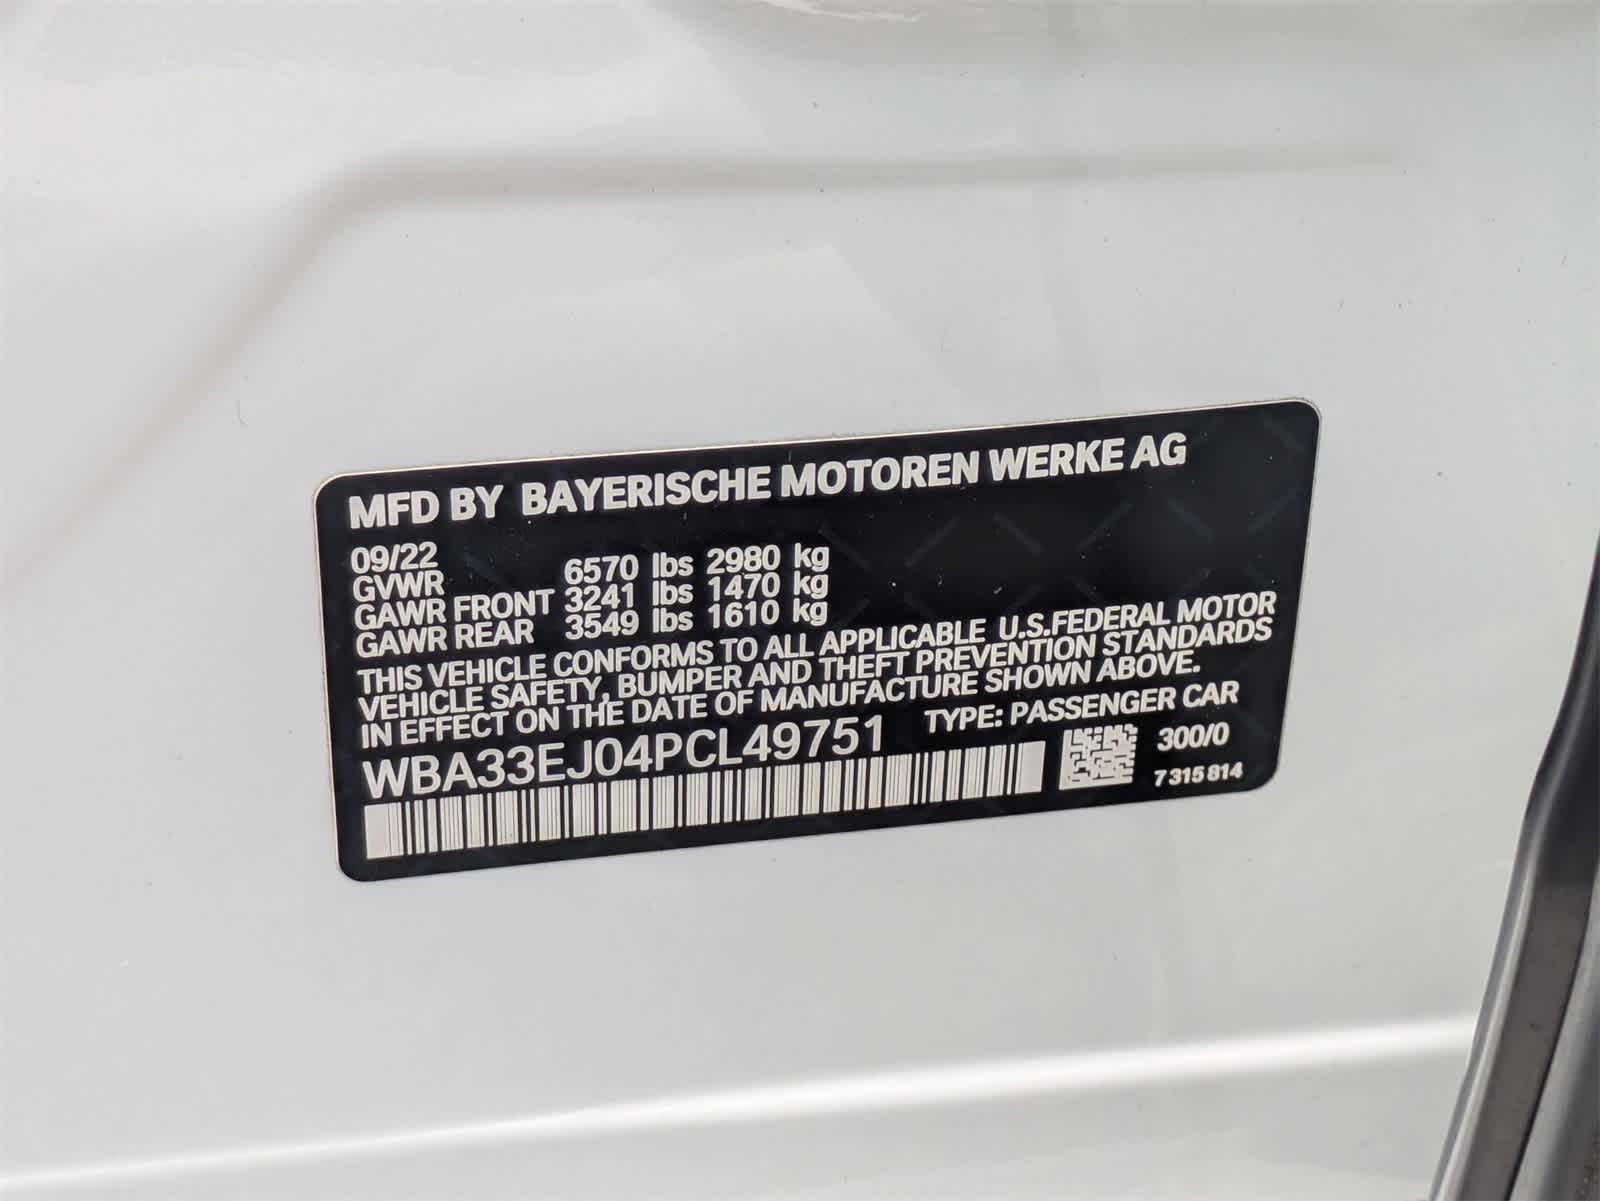 MFD BY BAYERISCHE MOTOREN WERKE AG
09/22
GVWR 6570 lbs 2980 kg
GAWR FRONT 3241 lbs 1470 kg
GAWR REAR 3549 lbs 1610 kg
THIS VEHICLE CONFORMS TO ALL APPLICABLE U.S.FEDERAL MOTOR
VEHICLE SAFETY, BUMPER AND THEFT PREVENTION STANDARDS
IN EFFECT ON THE DATE OF MANUFACTURE SHOWN ABOVE.
WBA33EJ04PCL49751 TYPE: PASSENGER CAR
300/0
7 315 814